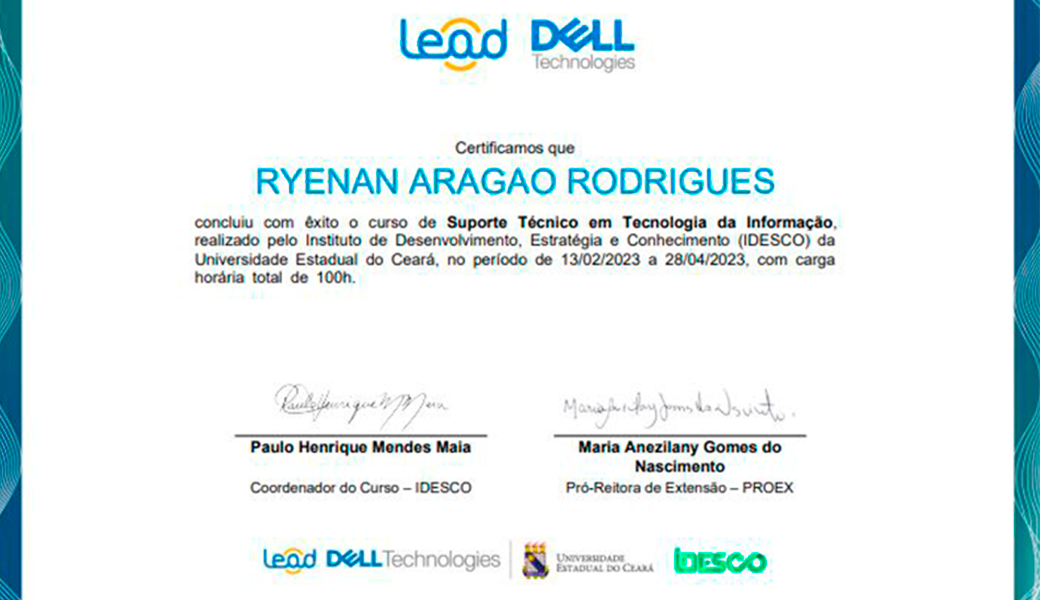 Lead DELL Technologies
Certificamos que
RYENAN ARAGAO RODRIGUES
concluiu com êxito o curso de Suporte Técnico em Tecnologia da Informação,
realizado pelo Instituto de Desenvolvimento, Estratégia e Conhecimento (IDESCO) da
Universidade Estadual do Ceará, no período de 13/02/2023 a 28/04/2023, com carga
horária total de 100h.
Paulo Henrique Mendes Maia
Coordenador do Curso – IDESCO
Maria Anezilany Gomes do
Nascimento
Pró-Reitora de Extensão – PROEX
Lead DELL Technologies
UNIVERSIDADE
ESTADUAL DO CEARÁ
IDESCO